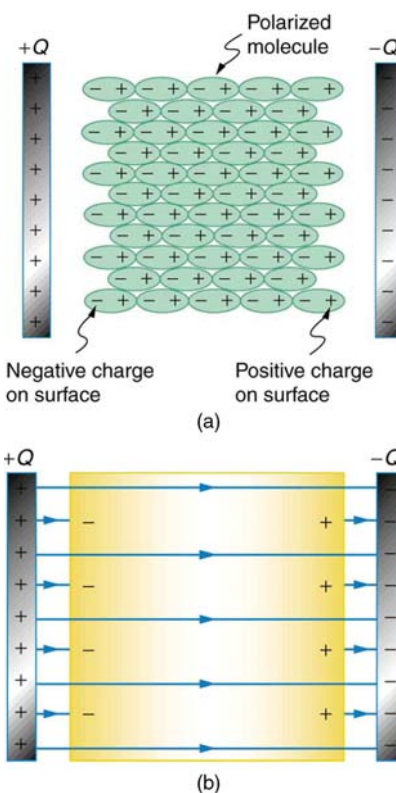 Polarized
molecule
+Q
−Q
+ + + + + + + + +
− − − − − − − − −
− + − + − + − + − +
− + − + − + − +
− + − + − + − + − +
− + − + − + − +
− + − + − + − + − +
− + − + − + − +
− + − + − + − + − +
− + − + − + − +
− + − + − + − + − +
− + − + − + − +
− + − + − + − + − +
Negative charge
on surface
Positive charge
on surface
(a)
+Q
−Q
+ + + + + + + + +
− − − −
+ + + +
− − − − − − − − −
(b)